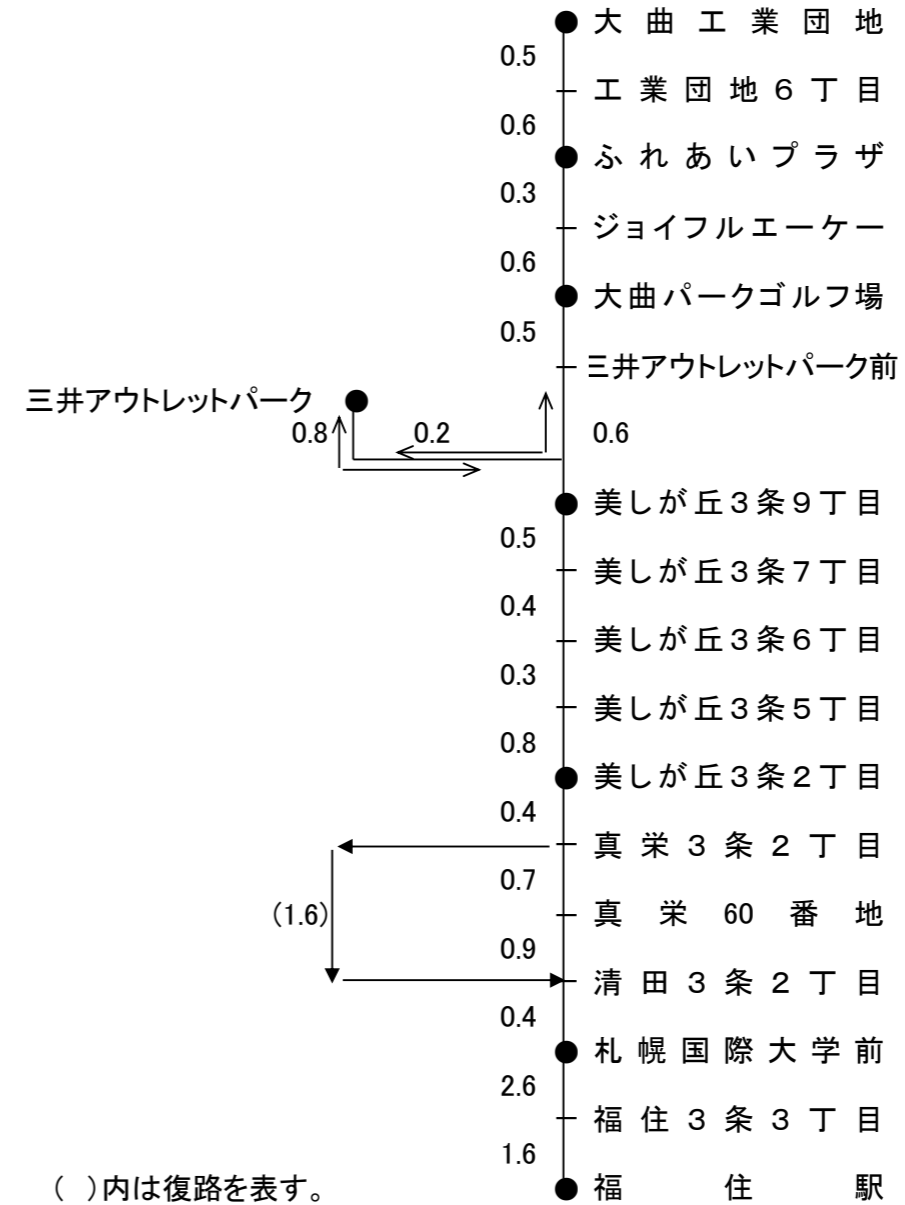 大曲工業団地
0.5
工業団地６丁目
0.6
ふれあいプラザ
0.3
ジョイフルエーケー
0.6
大曲パークゴルフ場
0.5
三井アウトレットパーク前
三井アウトレットパーク
0.8 0.2 0.6
美しが丘３条９丁目
0.5
美しが丘３条７丁目
0.4
美しが丘３条６丁目
0.3
美しが丘３条５丁目
0.8
美しが丘３条２丁目
0.4
真栄３条２丁目
0.7
(1.6) 真栄60番地
0.9
清田３条２丁目
0.4
札幌国際大学前
2.6
福住３条３丁目
1.6
( )内は復路を表す。 福住駅